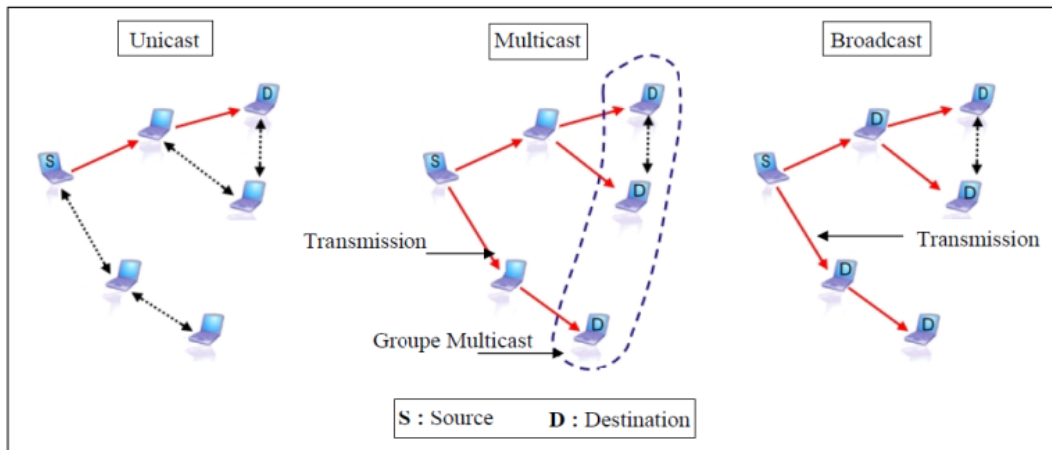 Unicast
Multicast
Broadcast
D
S
D
S
D
D
D
S
D
D
Transmission
Transmission
D
D
Groupe Multicast
D
S : Source D : Destination